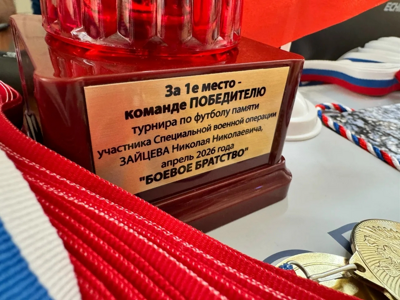 За 1е место -
команде ПОБЕДИТЕЛЮ
турнира по футболу памяти
участника Специальной военной операции
ЗАЙЦЕВА Николая Николаевича,
апрель 2026 года
"БОЕВОЕ БРАТСТВО"